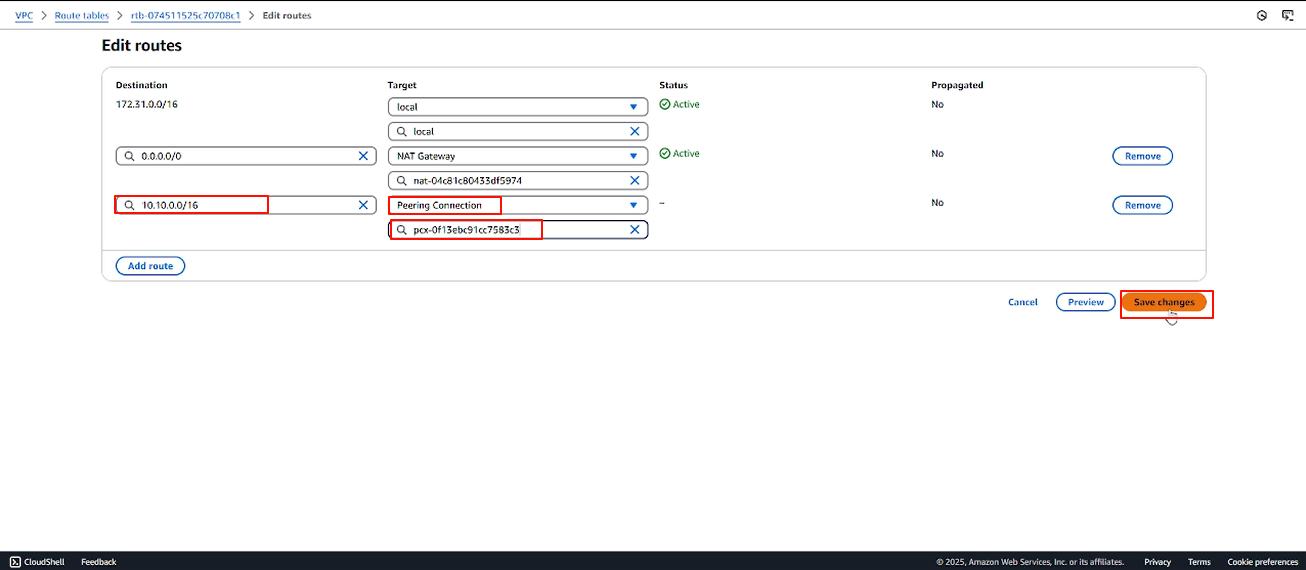 VPC > Route tables > rtb-074511525c70708c1 > Edit routes
Edit routes
Destination Target Status Propagated
172.31.0.0/16 local Active No
local
0.0.0.0/0 NAT Gateway Active No Remove
nat-04c81c80433df5974
10.10.0.0/16 Peering Connection – No Remove
pcx-0f13ebc91cc7583c3
Add route
Cancel Preview Save changes
CloudShell Feedback © 2025, Amazon Web Services, Inc. or its affiliates. Privacy Terms Cookie preferences